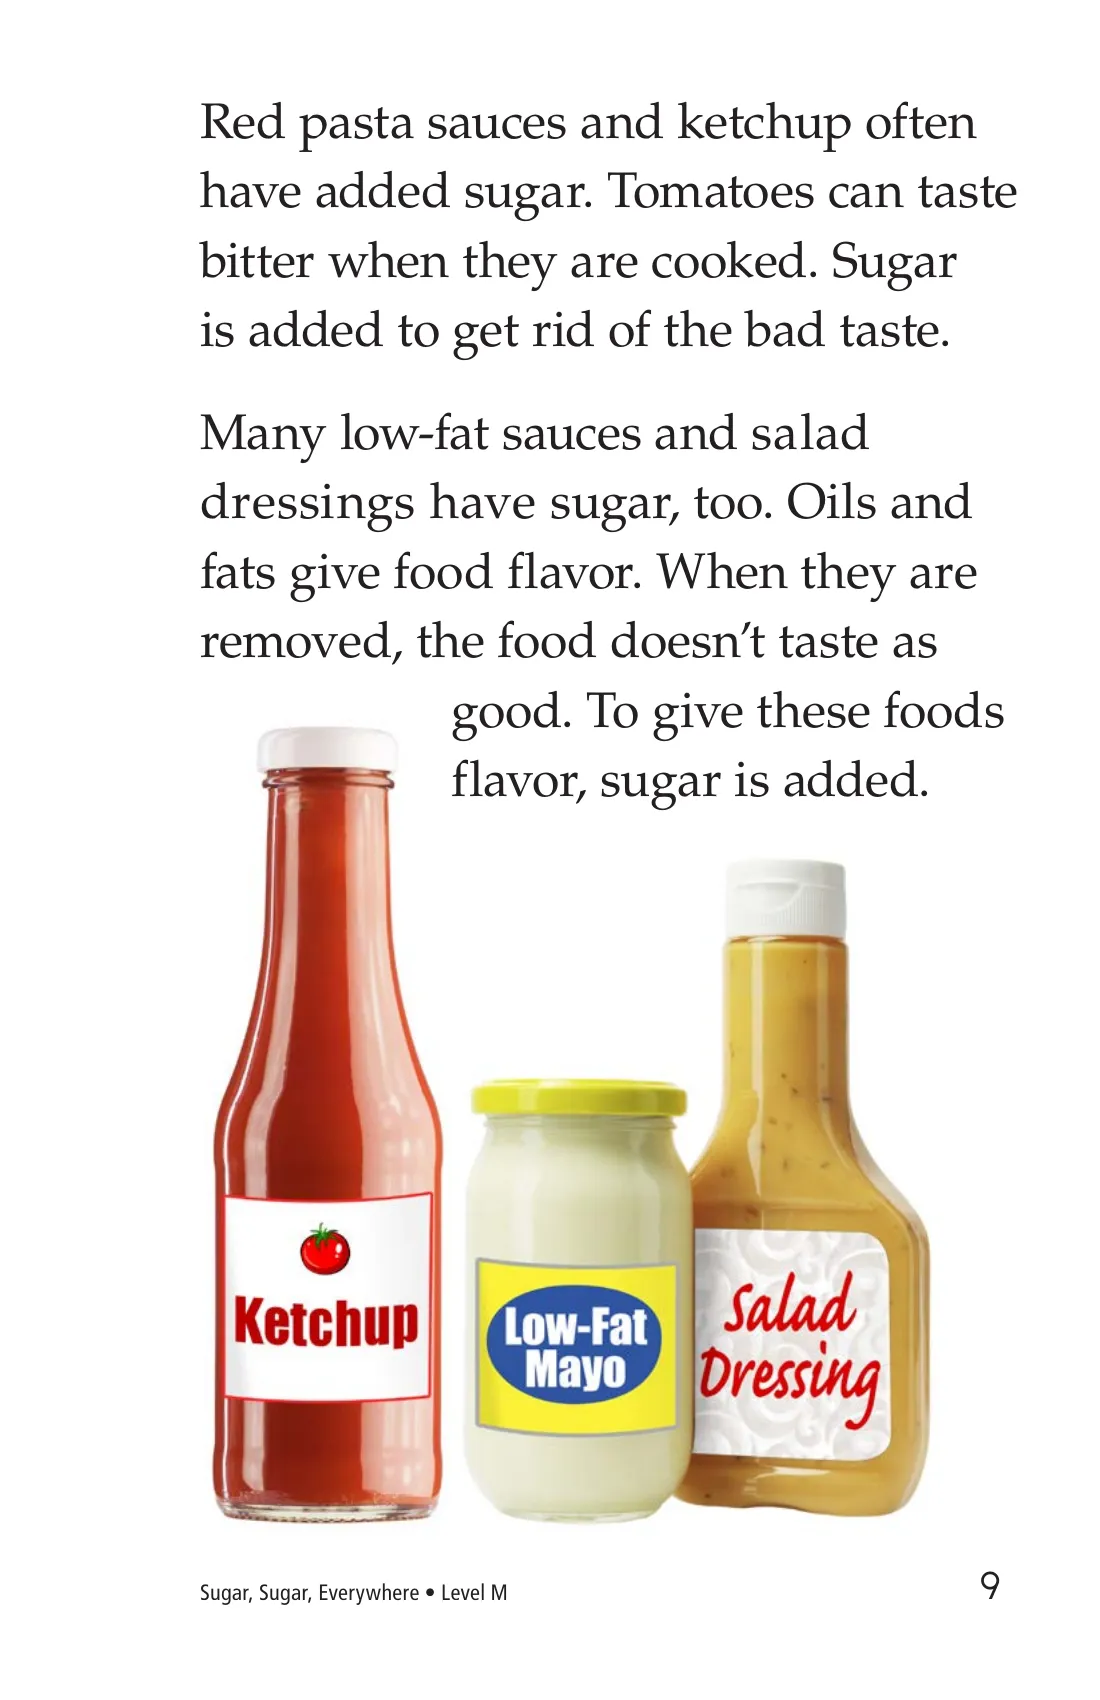 Red pasta sauces and ketchup often
have added sugar. Tomatoes can taste
bitter when they are cooked. Sugar
is added to get rid of the bad taste.
Many low-fat sauces and salad
dressings have sugar, too. Oils and
fats give food flavor. When they are
removed, the food doesn’t taste as
good. To give these foods
flavor, sugar is added.
Ketchup
Low-Fat
Mayo
Salad
Dressing
Sugar, Sugar, Everywhere • Level M
9